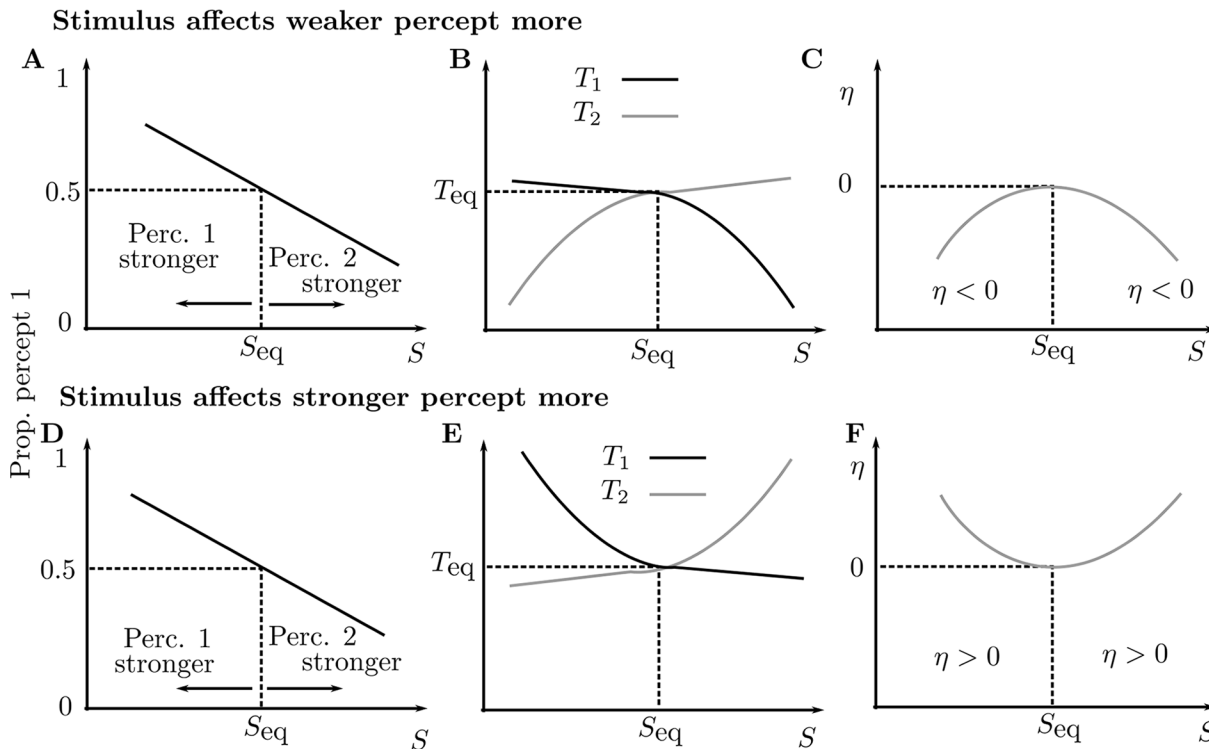 Stimulus affects weaker percept more
A
1
0.5
0
Perc. 1
stronger
Perc. 2
stronger
S_eq
S
B
T_1
T_2
T_eq
S_eq
S
C
η
0
η < 0
η < 0
S_eq
S
Prop. percept 1
Stimulus affects stronger percept more
D
1
0.5
0
Perc. 1
stronger
Perc. 2
stronger
S_eq
S
E
T_1
T_2
T_eq
S_eq
S
F
η
0
η > 0
η > 0
S_eq
S